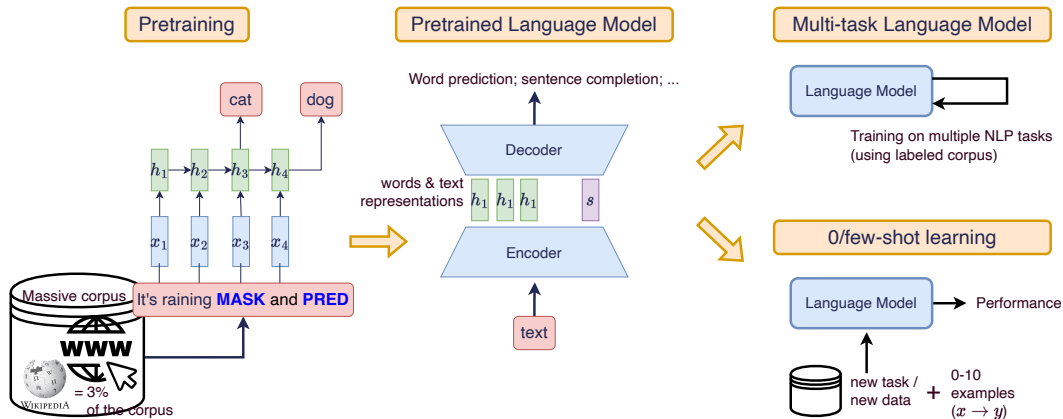 Pretraining
Pretrained Language Model
Multi-task Language Model
cat
dog
h₁
h₂
h₃
h₄
x₁
x₂
x₃
x₄
Massive corpus
It's raining MASK and PRED
WWW
WIKIPEDIA
= 3%
of the corpus
Word prediction; sentence completion; ...
Decoder
words & text
representations
h₁
h₁
h₁
s
Encoder
text
Language Model
Training on multiple NLP tasks
(using labeled corpus)
0/few-shot learning
Language Model
Performance
new task /
new data
+
0-10
examples
(x → y)